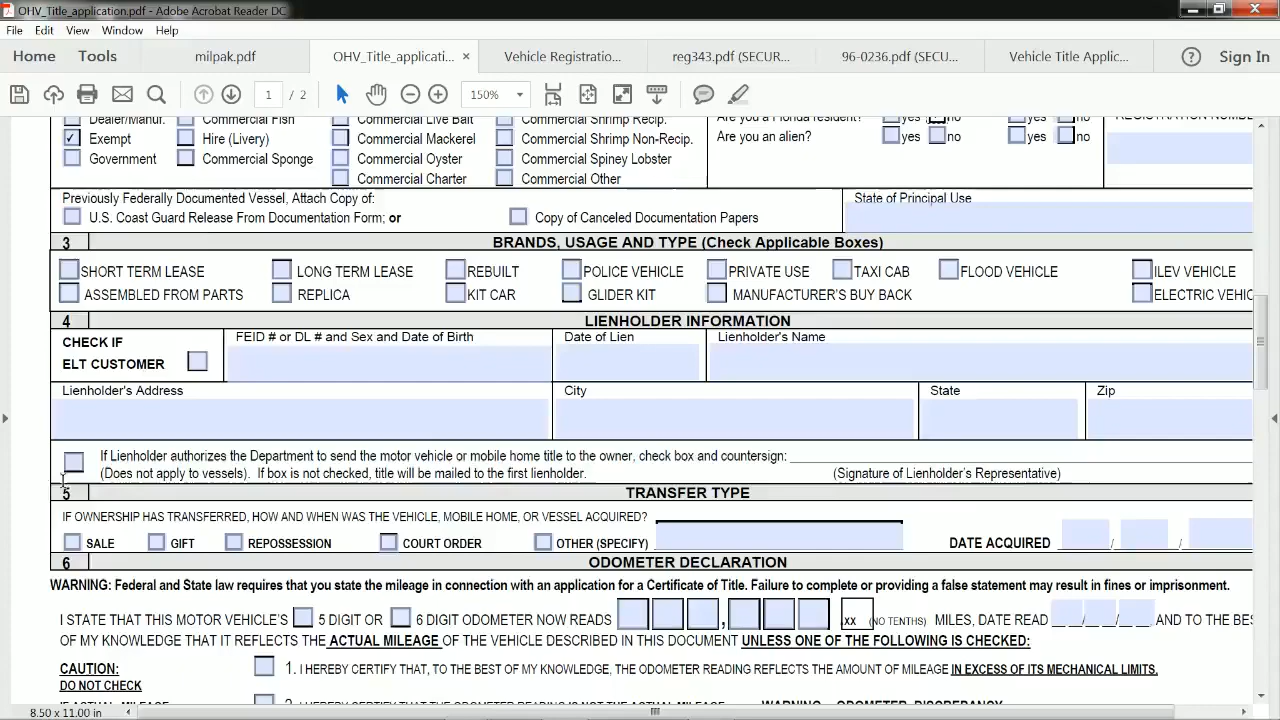 OHV_Title_application.pdf - Adobe Acrobat Reader DC
File Edit View Window Help
Home Tools milpak.pdf OHV_Title_applicati... × Vehicle Registratio... reg343.pdf (SECUR... 96-0236.pdf (SECU... Vehicle Title Applic... Sign In
1 / 2 150%
Dealer/Manuf. Commercial Fish Commercial Live Bait Commercial Shrimp Recip. Are you a Florida resident? yes no yes no
Exempt Hire (Livery) Commercial Mackerel Commercial Shrimp Non-Recip. Are you an alien? yes no yes no
Government Commercial Sponge Commercial Oyster Commercial Spiney Lobster
Commercial Charter Commercial Other
Previously Federally Documented Vessel, Attach Copy of: State of Principal Use
U.S. Coast Guard Release From Documentation Form; or Copy of Canceled Documentation Papers
3 BRANDS, USAGE AND TYPE (Check Applicable Boxes)
SHORT TERM LEASE LONG TERM LEASE REBUILT POLICE VEHICLE PRIVATE USE TAXI CAB FLOOD VEHICLE ILEV VEHICLE
ASSEMBLED FROM PARTS REPLICA KIT CAR GLIDER KIT MANUFACTURER'S BUY BACK ELECTRIC VEHIC
4 LIENHOLDER INFORMATION
CHECK IF FEID # or DL # and Sex and Date of Birth Date of Lien Lienholder's Name
ELT CUSTOMER
Lienholder's Address City State Zip
If Lienholder authorizes the Department to send the motor vehicle or mobile home title to the owner, check box and countersign:
(Does not apply to vessels). If box is not checked, title will be mailed to the first lienholder. (Signature of Lienholder's Representative)
5 TRANSFER TYPE
IF OWNERSHIP HAS TRANSFERRED, HOW AND WHEN WAS THE VEHICLE, MOBILE HOME, OR VESSEL ACQUIRED?
SALE GIFT REPOSSESSION COURT ORDER OTHER (SPECIFY) DATE ACQUIRED / /
6 ODOMETER DECLARATION
WARNING: Federal and State law requires that you state the mileage in connection with an application for a Certificate of Title. Failure to complete or providing a false statement may result in fines or imprisonment.
I STATE THAT THIS MOTOR VEHICLE'S 5 DIGIT OR 6 DIGIT ODOMETER NOW READS , .xx (NO TENTHS) MILES, DATE READ / / AND TO THE BES
OF MY KNOWLEDGE THAT IT REFLECTS THE ACTUAL MILEAGE OF THE VEHICLE DESCRIBED IN THIS DOCUMENT UNLESS ONE OF THE FOLLOWING IS CHECKED:
CAUTION: 1. I HEREBY CERTIFY THAT, TO THE BEST OF MY KNOWLEDGE, THE ODOMETER READING REFLECTS THE AMOUNT OF MILEAGE IN EXCESS OF ITS MECHANICAL LIMITS.
DO NOT CHECK
8.50 x 11.00 in